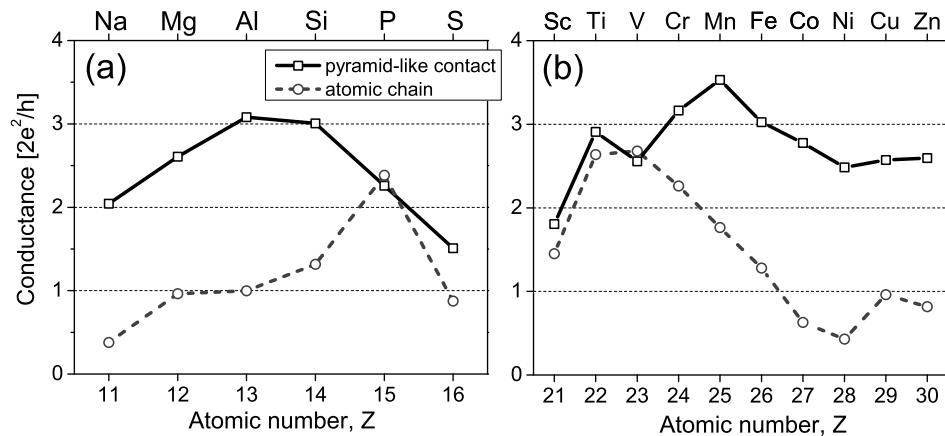 Na Mg Al Si P S
Sc Ti V Cr Mn Fe Co Ni Cu Zn
(a)
pyramid-like contact
atomic chain
(b)
Conductance [2e²/h]
4
3
2
1
0
4
3
2
1
0
11 12 13 14 15 16
21 22 23 24 25 26 27 28 29 30
Atomic number, Z
Atomic number, Z